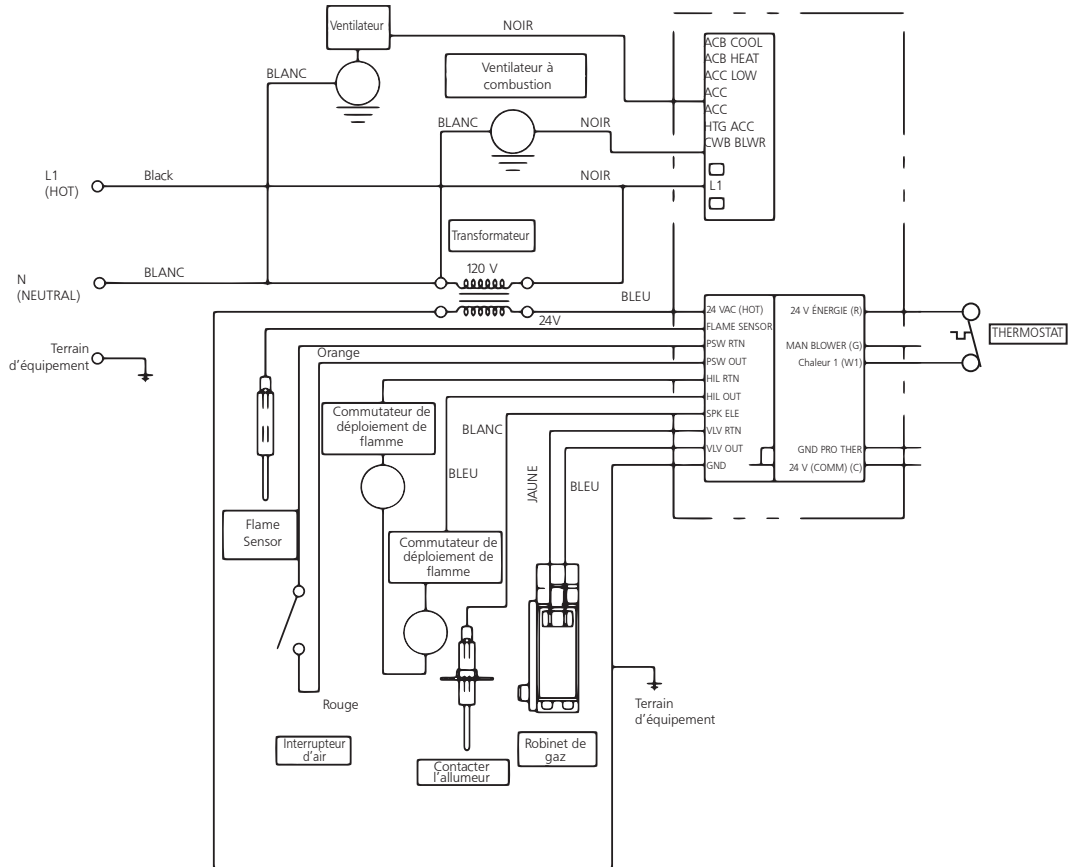 Ventilateur
NOIR
BLANC
Ventilateur à
combustion
BLANC
NOIR
ACB COOL
ACB HEAT
ACC LOW
ACC
ACC
HTG ACC
CWB BLWR
L1
L1
(HOT)
Black
NOIR
Transformateur
N
(NEUTRAL)
BLANC
120 V
BLEU
24V
Terrain
d'équipement
Orange
24 VAC (HOT)
FLAME SENSOR
PSW RTN
PSW OUT
HIL RTN
HIL OUT
SPK ELE
VLV RTN
VLV OUT
GND
24 V ÉNERGIE (R)
MAN BLOWER (G)
Chaleur 1 (W1)
GND PRO THER
24 V (COMM) (C)
THERMOSTAT
Commutateur de
déploiement de
flamme
BLANC
BLEU
JAUNE
BLEU
Flame
Sensor
Commutateur de
déploiement de
flamme
Rouge
Interrupteur
d'air
Contacter
l'allumeur
Robinet de
gaz
Terrain
d'équipement